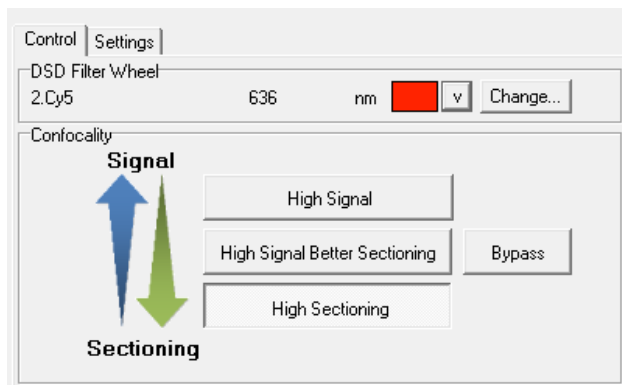 Control Settings
DSD Filter Wheel
2.Cy5 636 nm v Change...
Confocality
Signal
High Signal
High Signal Better Sectioning Bypass
High Sectioning
Sectioning